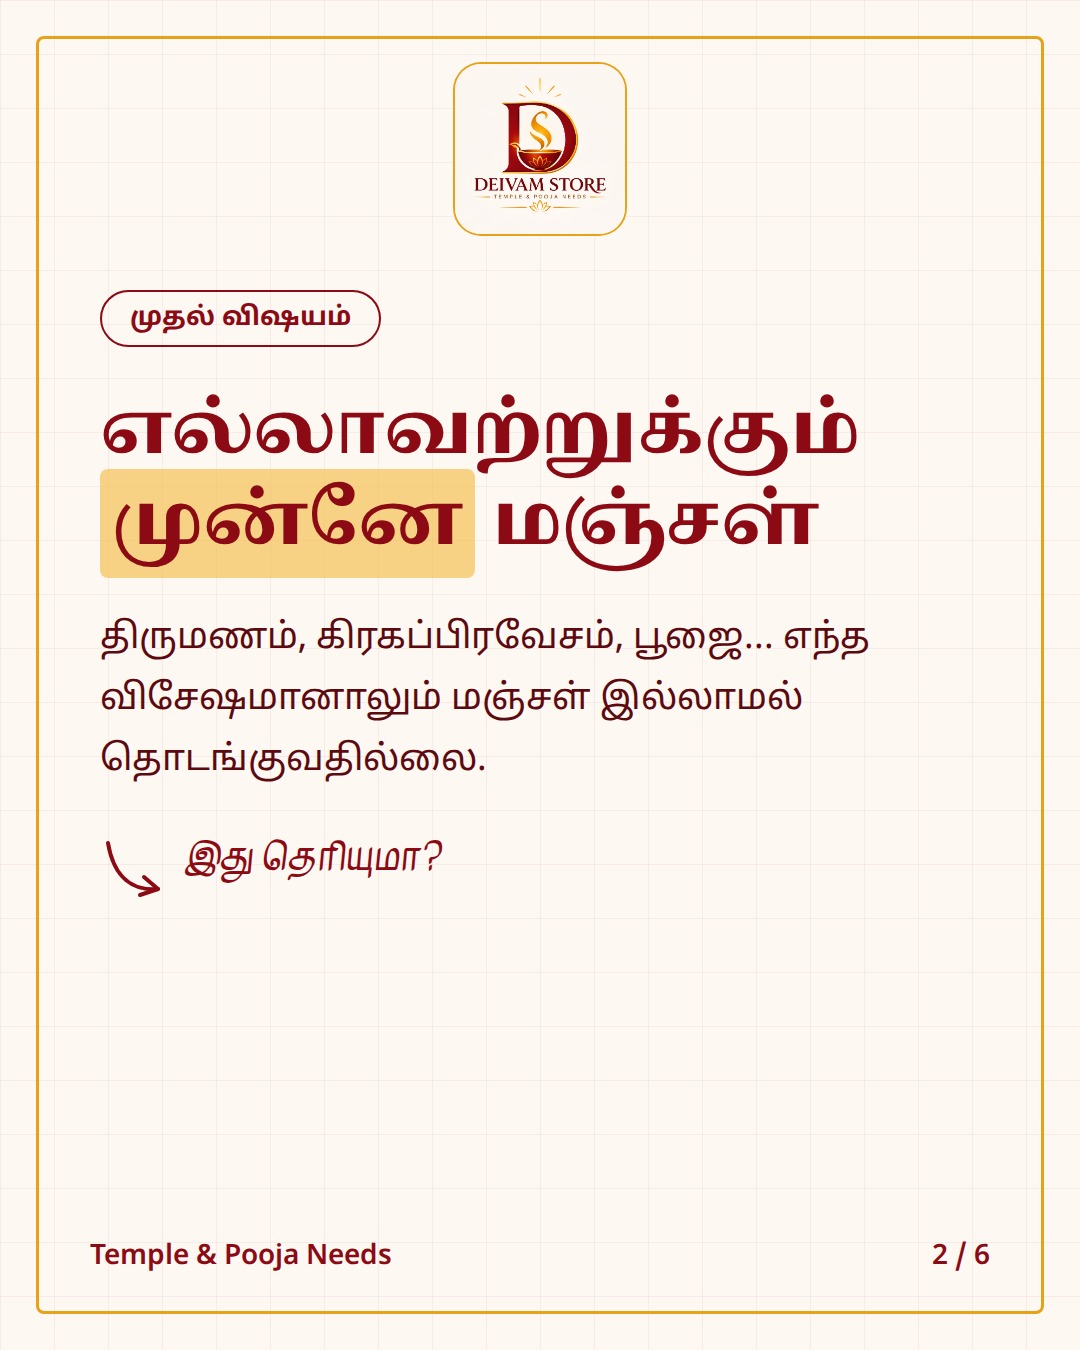 DEIVAM STORE
TEMPLE & POOJA NEEDS
முதல் விஷயம்
எல்லாவற்றுக்கும்
முன்னே மஞ்சள்
திருமணம், கிரகப்பிரவேசம், பூஜை... எந்த
விசேஷமானாலும் மஞ்சள் இல்லாமல்
தொடங்குவதில்லை.
இது தெரியுமா?
Temple & Pooja Needs
2 / 6